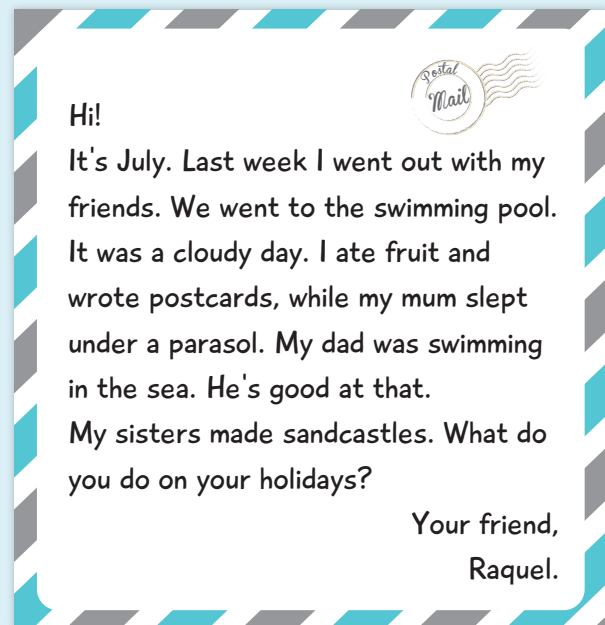 Postal
Mail
Hi!
It's July. Last week I went out with my
friends. We went to the swimming pool.
It was a cloudy day. I ate fruit and
wrote postcards, while my mum slept
under a parasol. My dad was swimming
in the sea. He's good at that.
My sisters made sandcastles. What do
you do on your holidays?
Your friend,
Raquel.